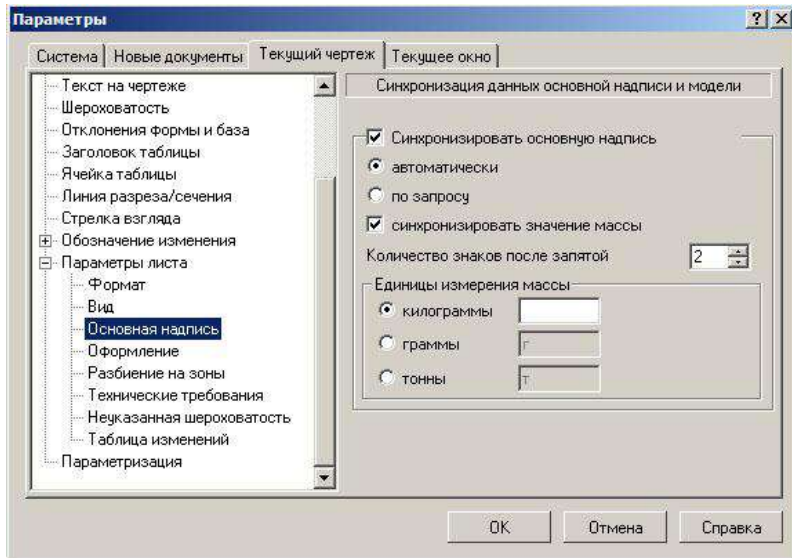 Параметры
Система
Новые документы
Текущий чертеж
Текущее окно
Текст на чертеже
Шероховатость
Отклонения формы и база
Заголовок таблицы
Ячейка таблицы
Линия разреза/сечения
Стрелка взгляда
Обозначение изменения
Параметры листа
Формат
Вид
Основная надпись
Оформление
Разбиение на зоны
Технические требования
Неуказанная шероховатость
Таблица изменений
Параметризация
Синхронизация данных основной надписи и модели
Синхронизировать основную надпись
автоматически
по запросу
синхронизировать значение массы
Количество знаков после запятой 2
Единицы измерения массы
килограммы
граммы г
тонны т
OK
Отмена
Справка